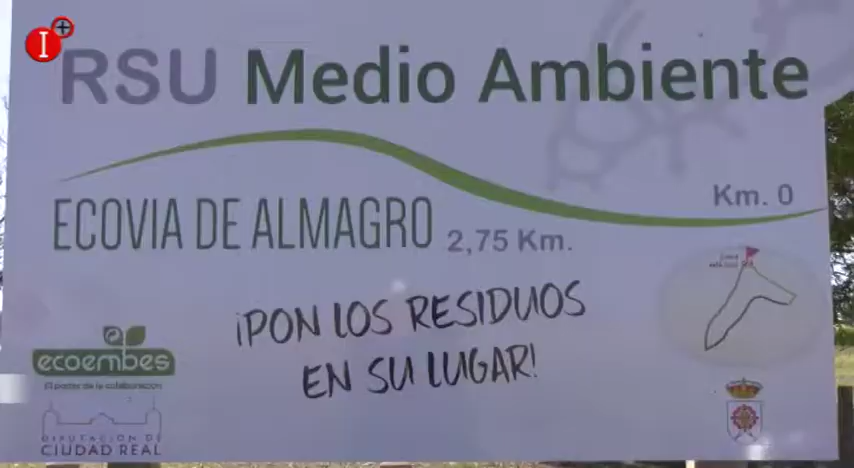 I+
RSU Medio Ambiente
Km. 0
ECOVIA DE ALMAGRO 2,75 Km.
¡PON LOS RESIDUOS
EN SU LUGAR!
ecoembes
El poder de la colaboración
DIPUTACIÓN DE
CIUDAD REAL